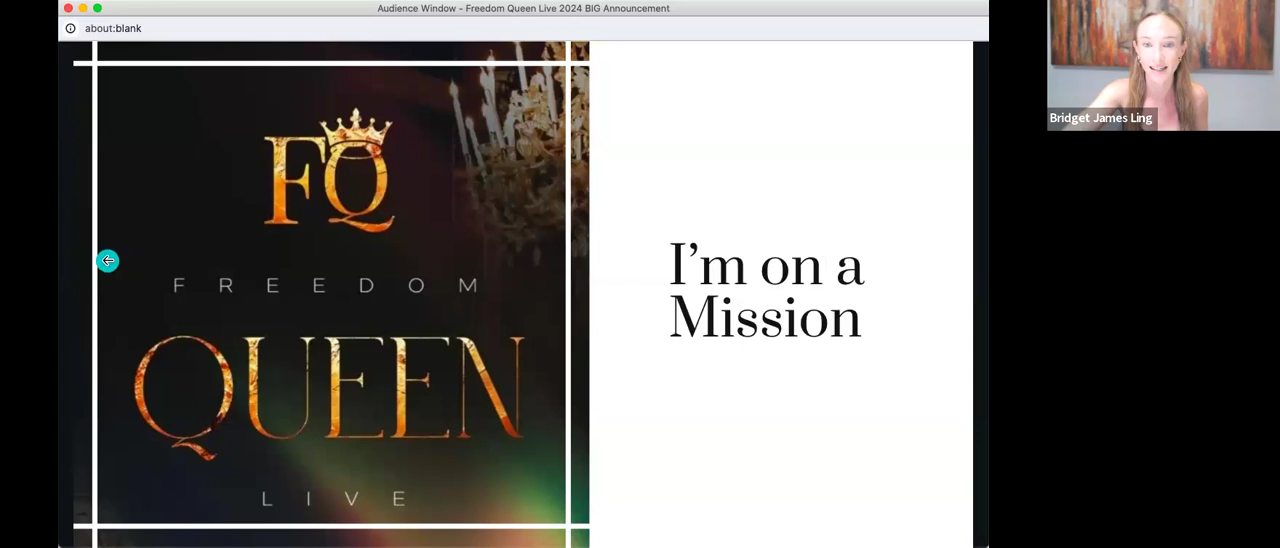 Audience Window - Freedom Queen Live 2024 BIG Announcement
about:blank
FQ
FREEDOM
QUEEN
LIVE
I'm on a
Mission
Bridget James Ling